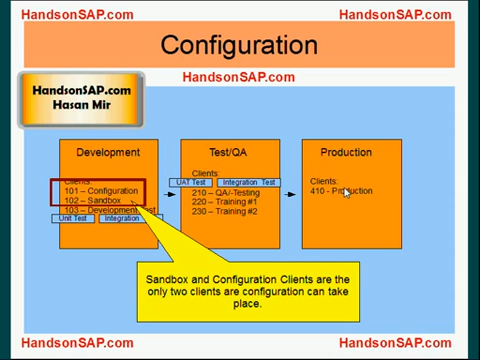 HandsonSAP.com
HandsonSAP.com
Configuration
HandsonSAP.com
HandsonSAP.com
Hasan Mir
Development
Clients:
101 – Configuration
102 – Sandbox
103 – Development Test
Unit Test
Integration
Test/QA
Clients:
UAT Test
Integration Test
210 – QA/-Testing
220 – Training #1
230 – Training #2
Production
Clients:
410 - Production
Sandbox and Configuration Clients are the
only two clients are configuration can take
place.
HandsonSAP.com
HandsonSAP.com